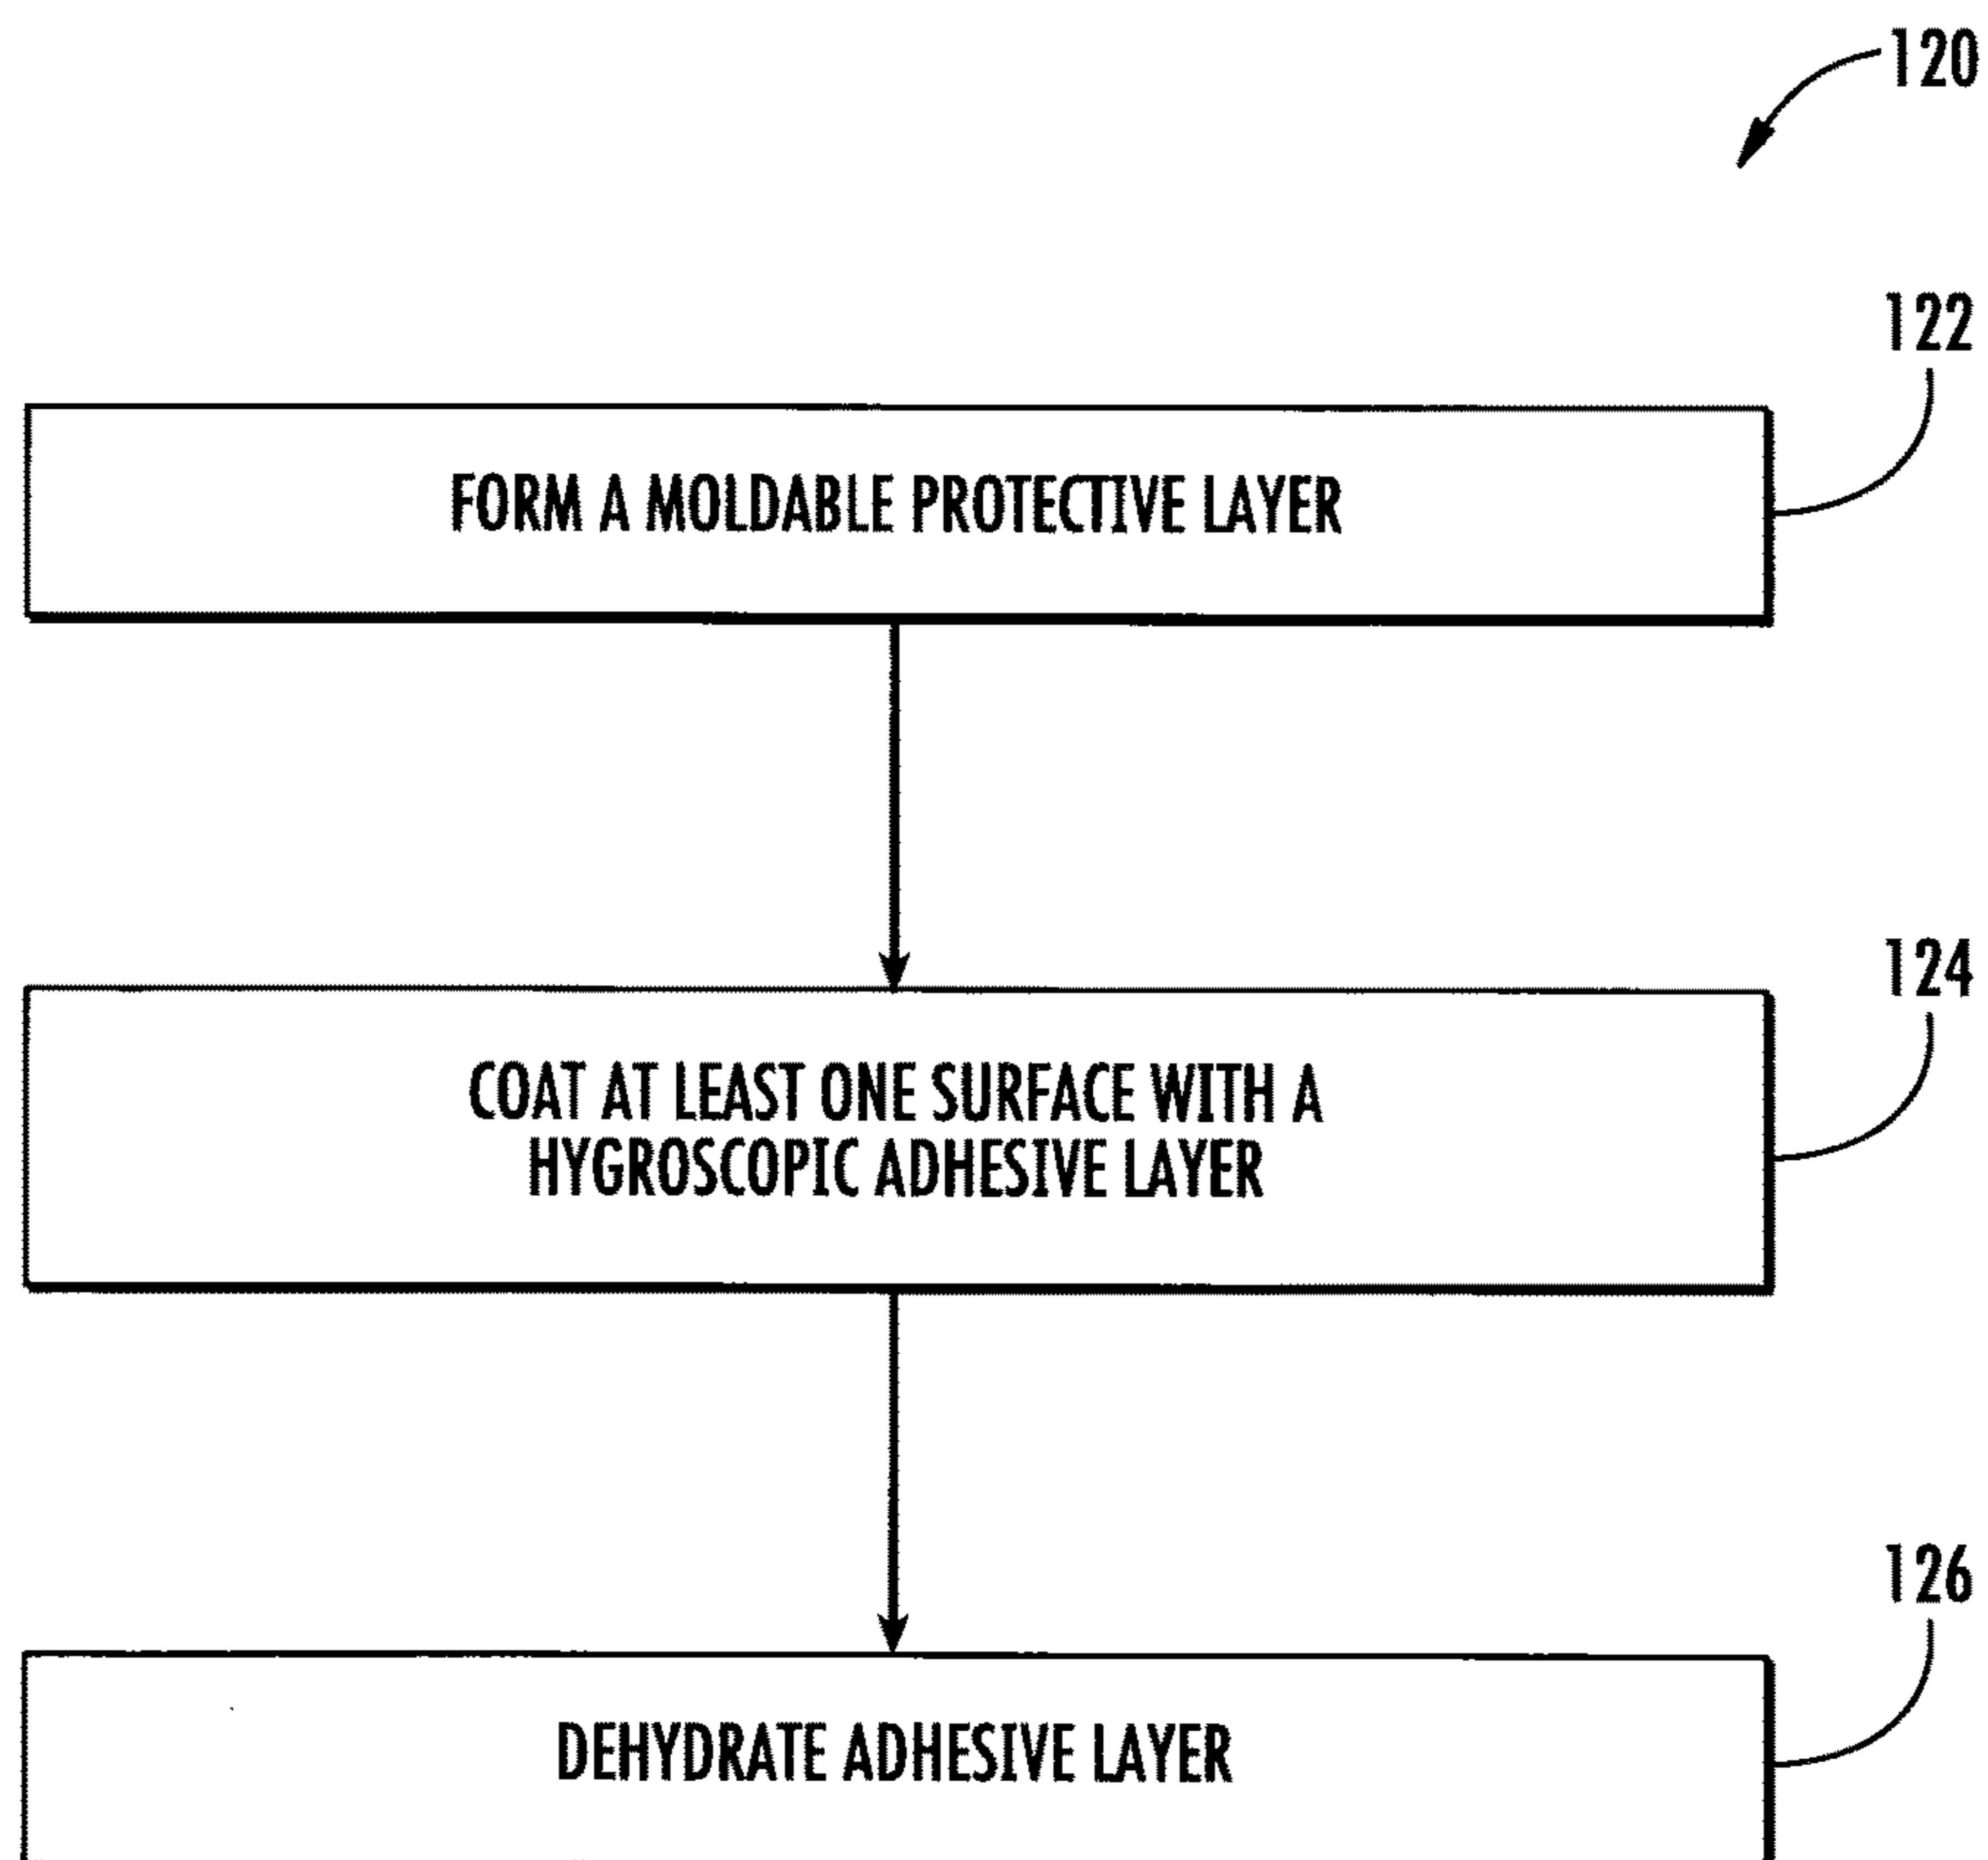 120
122
FORM A MOLDABLE PROTECTIVE LAYER
124
COAT AT LEAST ONE SURFACE WITH A
HYGROSCOPIC ADHESIVE LAYER
126
DEHYDRATE ADHESIVE LAYER